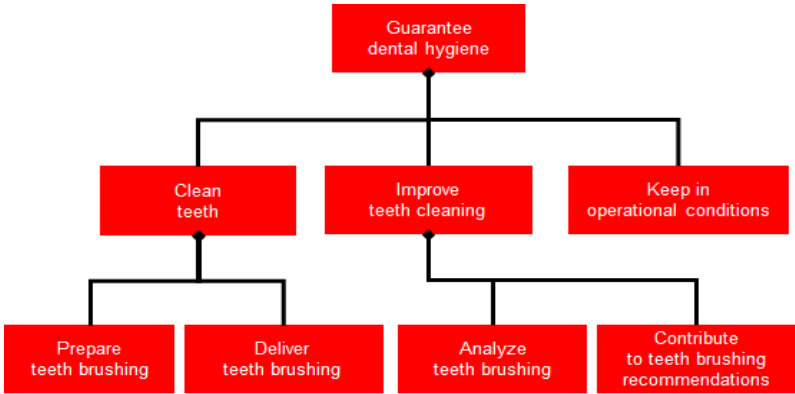 Guarantee
dental hygiene
Clean
teeth
Improve
teeth cleaning
Keep in
operational conditions
Prepare
teeth brushing
Deliver
teeth brushing
Analyze
teeth brushing
Contribute
to teeth brushing
recommendations